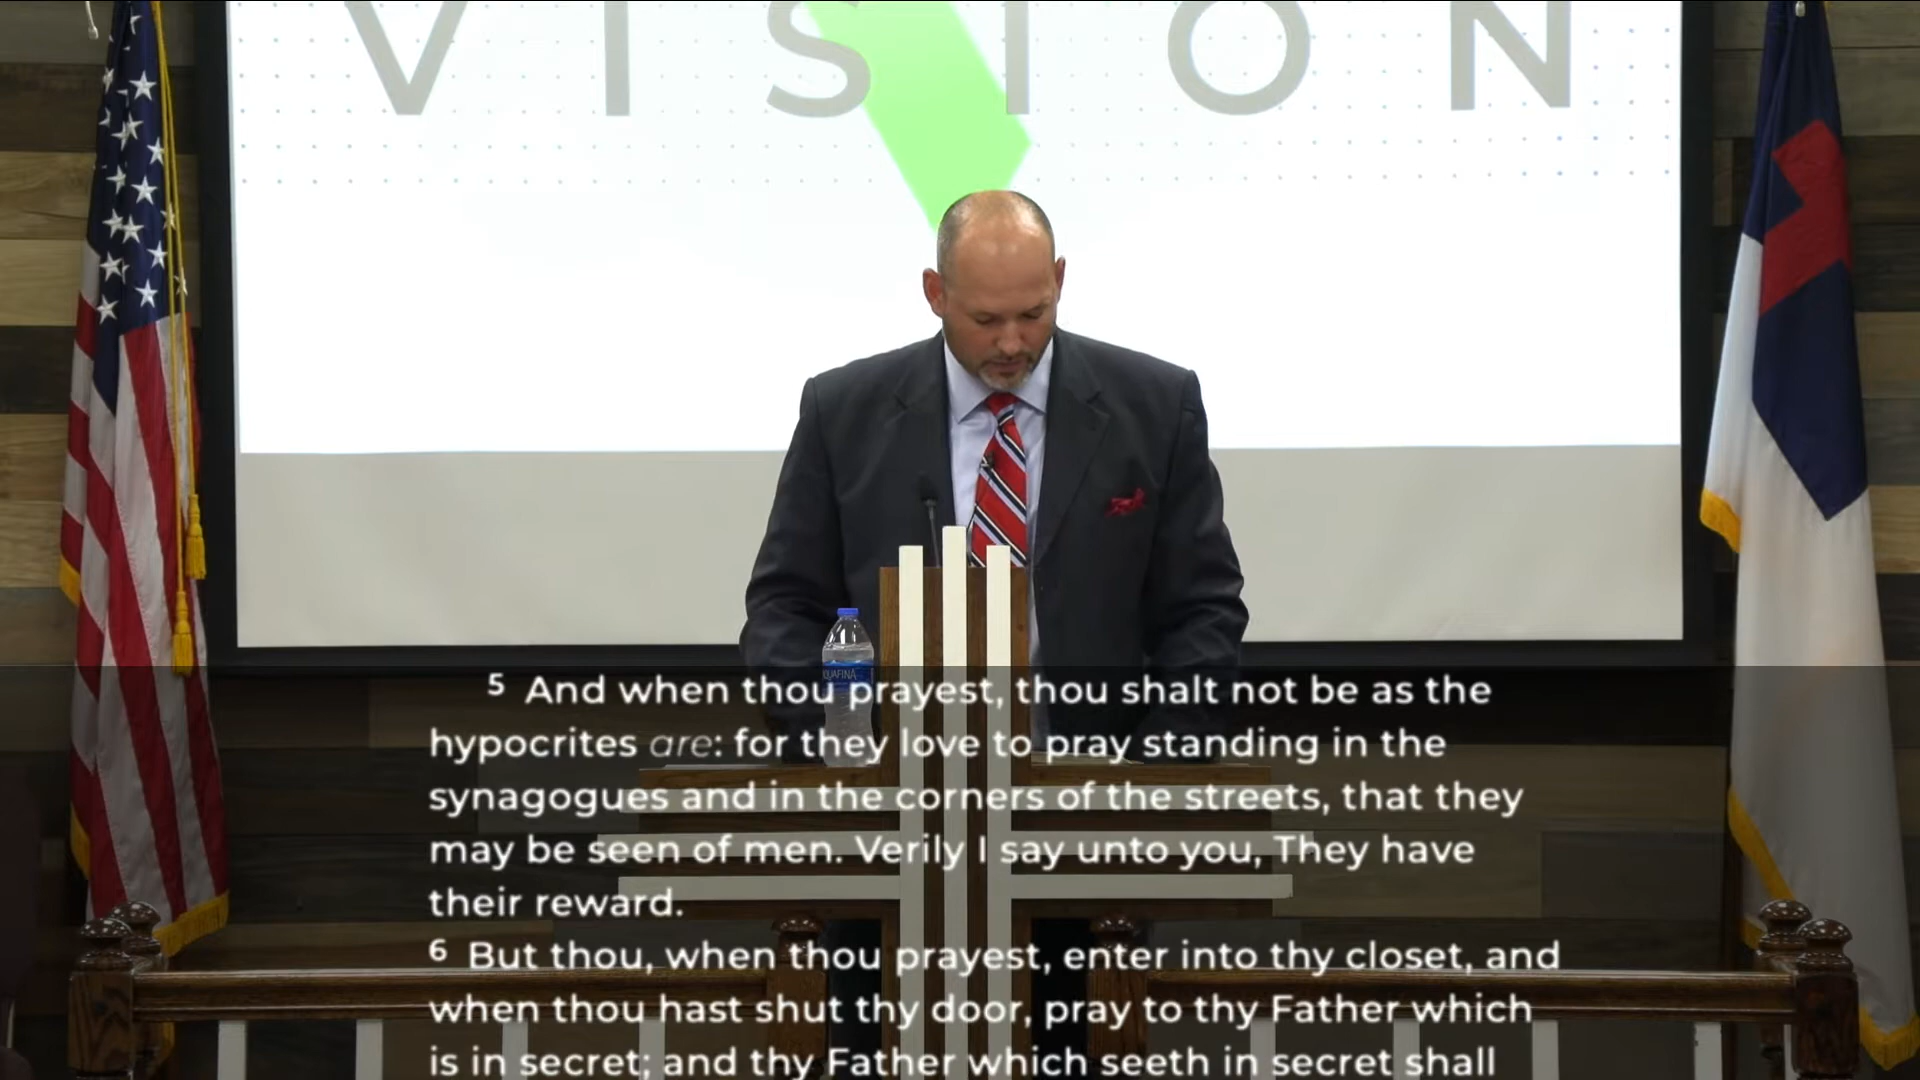 VISION
AQUAFINA
5 And when thou prayest, thou shalt not be as the
hypocrites are: for they love to pray standing in the
synagogues and in the corners of the streets, that they
may be seen of men. Verily I say unto you, They have
their reward.
6 But thou, when thou prayest, enter into thy closet, and
when thou hast shut thy door, pray to thy Father which
is in secret; and thy Father which seeth in secret shall